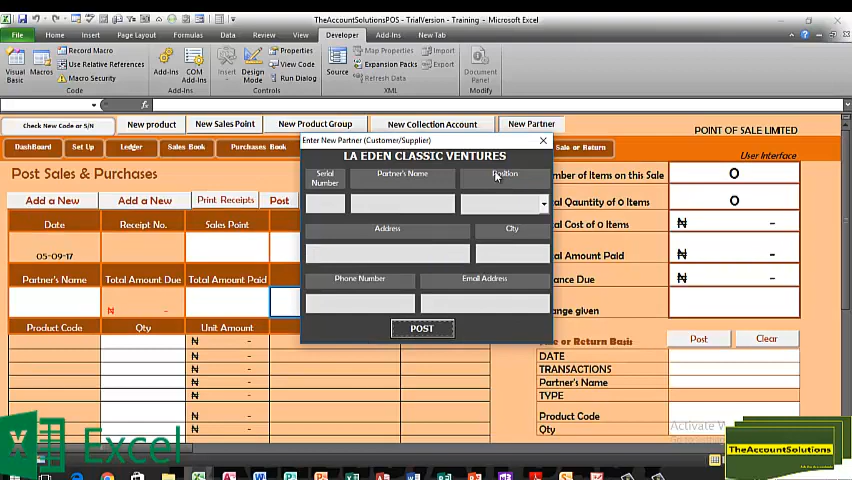 TheAccountSolutionsPOS - TrialVersion - Training - Microsoft Excel
File Home Insert Page Layout Formulas Data Review View Developer Add-Ins New Tab
Visual Basic
Macros
Record Macro
Use Relative References
Macro Security
Code
Add-Ins
COM Add-Ins
Add-Ins
Insert
Design Mode
Properties
View Code
Run Dialog
Controls
Source
Map Properties
Expansion Packs
Refresh Data
Import
Export
XML
Document Panel
Modify
Check New Code or S/N New product New Sales Point New Product Group New Collection Account New Partner
POINT OF SALE LIMITED
DashBoard Set Up Ledger Sales Book Purchases Book
Sale or Return
User Interface
Enter New Partner (Customer/Supplier)
LA EDEN CLASSIC VENTURES
Serial Number
Partner's Name
Position
Address
City
Phone Number
Email Address
POST
Post Sales & Purchases
Add a New Add a New Print Receipts Post
Date Receipt No. Sales Point
05-09-17
Partner's Name Total Amount Due Total Amount Paid
₦ -
Product Code Qty Unit Amount
₦ -
₦ -
₦ -
₦ -
₦ -
of Items on this Sale 0
0 Items 0
Cost of 0 Items ₦ -
Amount Paid ₦ -
Due ₦ -
given
or Return Basis Post Clear
DATE
TRANSACTIONS
Partner's Name
TYPE
Product Code
Qty
Activate
Excel
TheAccountSolutions